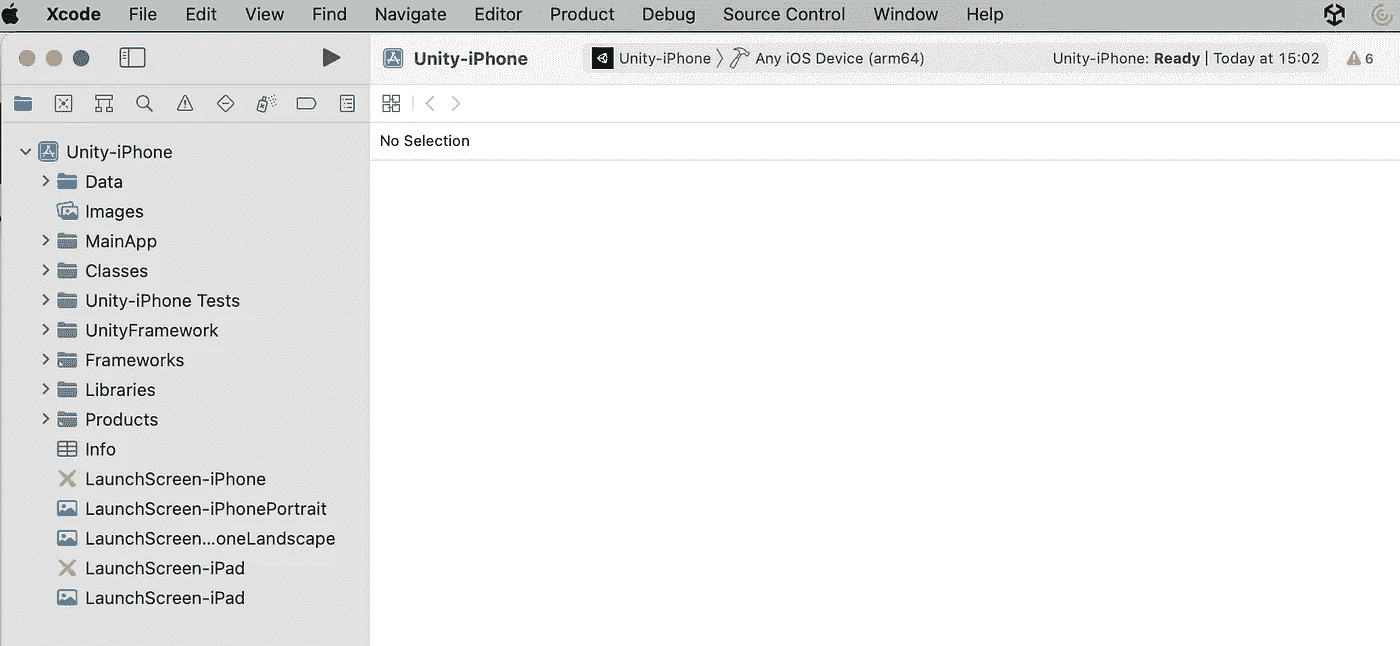 Xcode File Edit View Find Navigate Editor Product Debug Source Control Window Help
Unity-iPhone Unity-iPhone Any iOS Device (arm64) Unity-iPhone: Ready | Today at 15:02 6
No Selection
Unity-iPhone
Data
Images
MainApp
Classes
Unity-iPhone Tests
UnityFramework
Frameworks
Libraries
Products
Info
LaunchScreen-iPhone
LaunchScreen-iPhonePortrait
LaunchScreen...oneLandscape
LaunchScreen-iPad
LaunchScreen-iPad